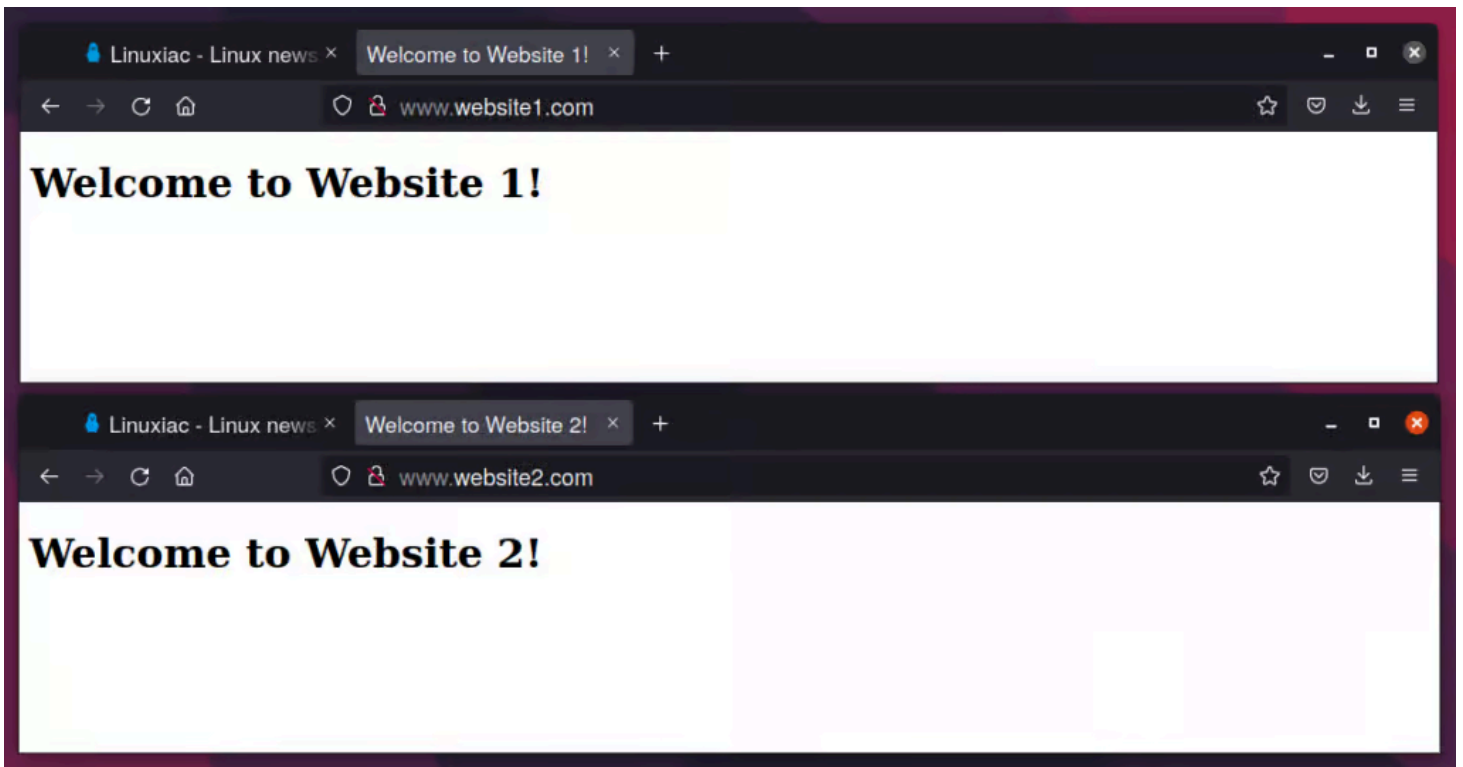 Linuxiac - Linux news Welcome to Website 1!
www.website1.com
Welcome to Website 1!
Linuxiac - Linux news Welcome to Website 2!
www.website2.com
Welcome to Website 2!